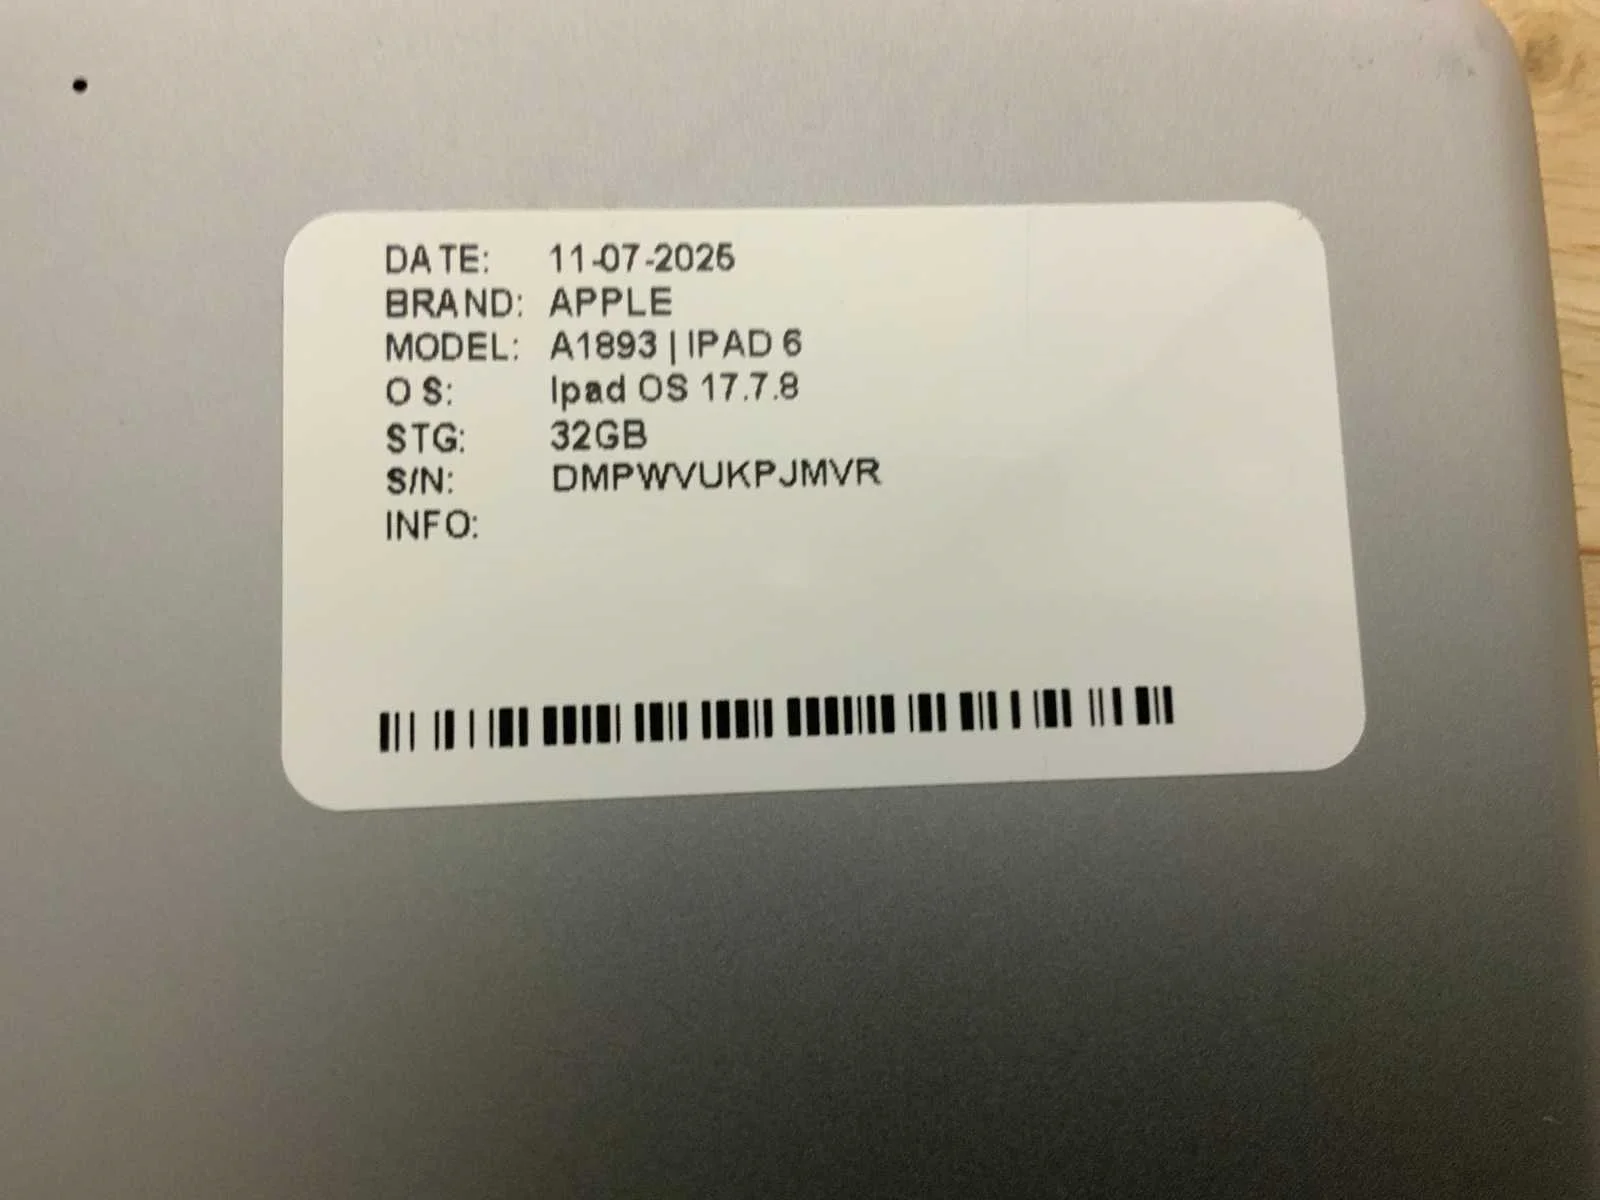 DATE: 11-07-2025
BRAND: APPLE
MODEL: A1893 | IPAD 6
O S: Ipad OS 17.7.8
STG: 32GB
S/N: DMPWVUKPJMVR
INFO: